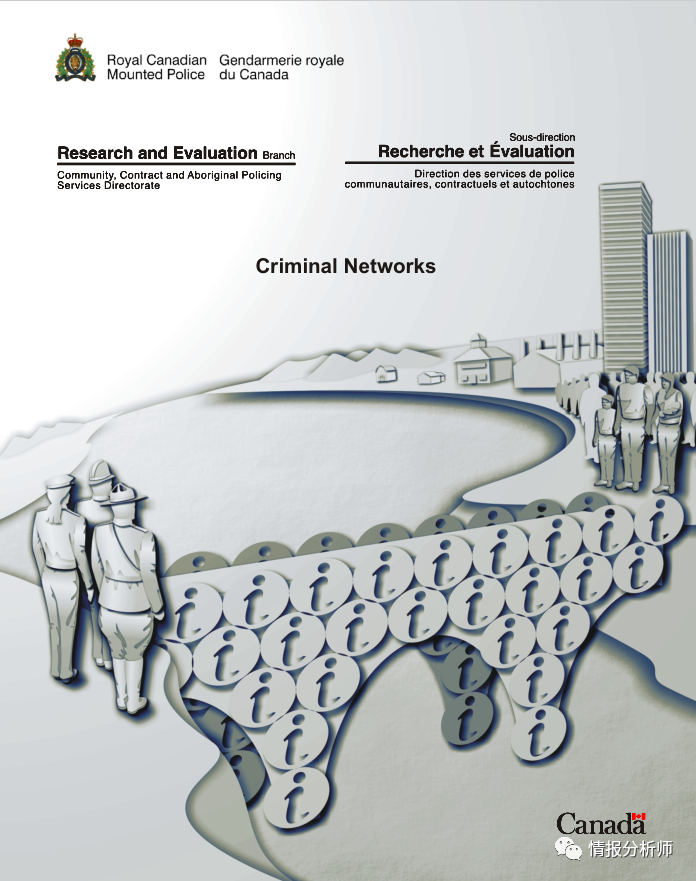 Royal Canadian
Mounted Police
Gendarmerie royale
du Canada
Research and Evaluation Branch
Community, Contract and Aboriginal Policing
Services Directorate
Sous-direction
Recherche et Évaluation
Direction des services de police
communautaires, contractuels et autochtones
Criminal Networks
Canada
情报分析师